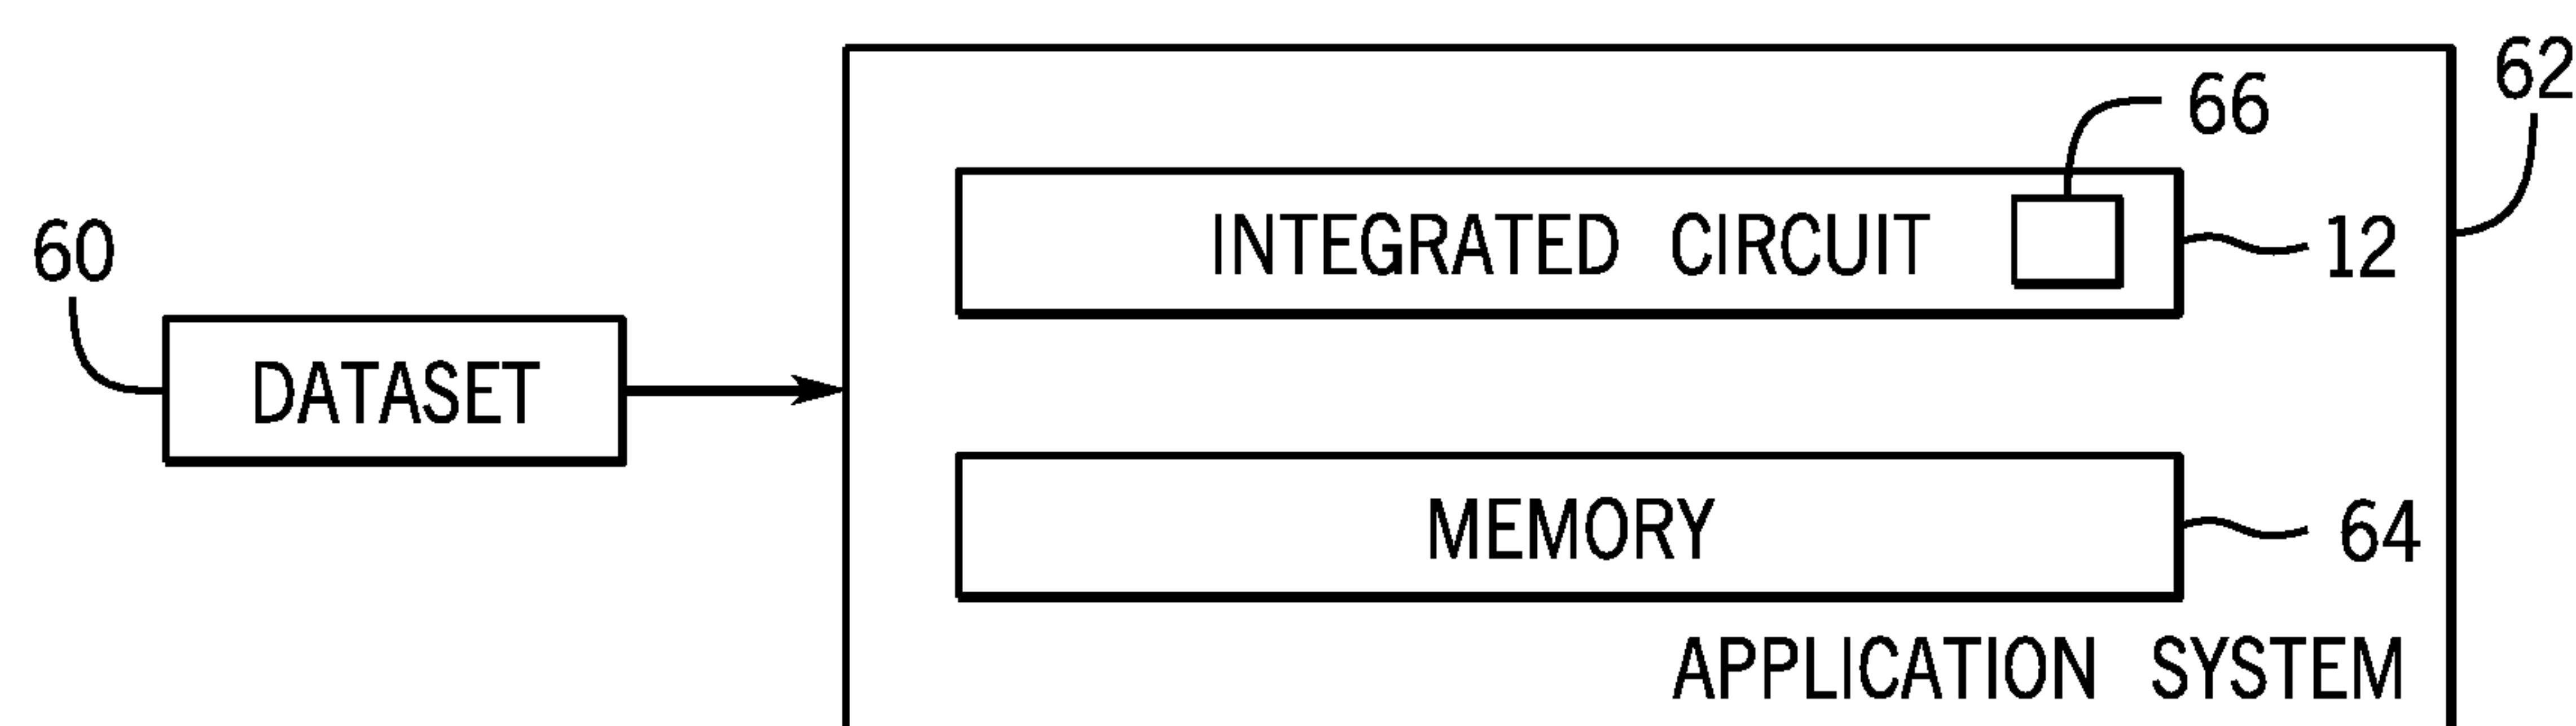 62
66
60
INTEGRATED CIRCUIT
12
DATASET
MEMORY
64
APPLICATION SYSTEM